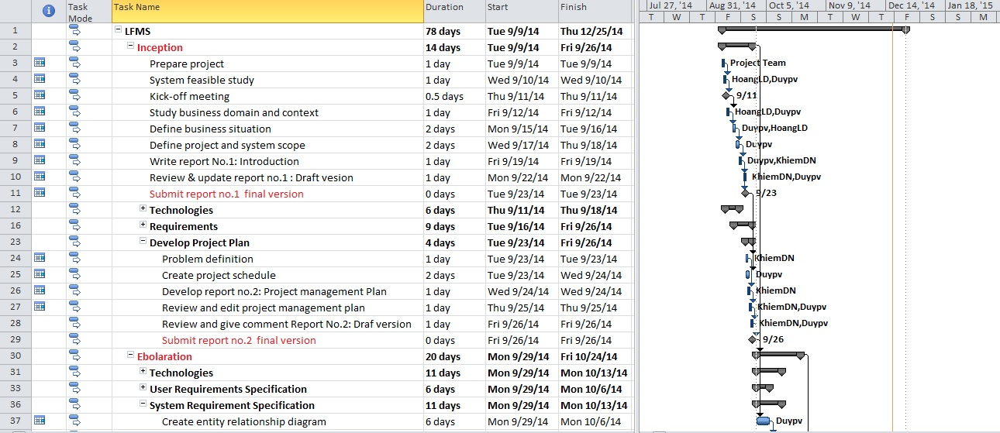 Task Mode Task Name Duration Start Finish
Jul 27, '14 Aug 31, '14 Oct 5, '14 Nov 9, '14 Dec 14, '14 Jan 18, '15
T W T F S S M T W T F S S M
1 LFMS 78 days Tue 9/9/14 Thu 12/25/14
2 Inception 14 days Tue 9/9/14 Fri 9/26/14
3 Prepare project 1 day Tue 9/9/14 Tue 9/9/14 Project Team
4 System feasible study 1 day Wed 9/10/14 Wed 9/10/14 HoangLD,Duypv
5 Kick-off meeting 0.5 days Thu 9/11/14 Thu 9/11/14 9/11
6 Study business domain and context 1 day Fri 9/12/14 Fri 9/12/14 HoangLD,Duypv
7 Define business situation 2 days Mon 9/15/14 Tue 9/16/14 Duypv,HoangLD
8 Define project and system scope 2 days Wed 9/17/14 Thu 9/18/14 Duypv
9 Write report No.1: Introduction 1 day Fri 9/19/14 Fri 9/19/14 Duypv,KhiemDN
10 Review & update report no.1 : Draft vesion 1 day Mon 9/22/14 Mon 9/22/14 KhiemDN,Duypv
11 Submit report no.1 final version 0 days Tue 9/23/14 Tue 9/23/14 9/23
12 Technologies 6 days Thu 9/11/14 Thu 9/18/14
16 Requirements 9 days Tue 9/16/14 Fri 9/26/14
23 Develop Project Plan 4 days Tue 9/23/14 Fri 9/26/14
24 Problem definition 1 day Tue 9/23/14 Tue 9/23/14 KhiemDN
25 Create project schedule 2 days Tue 9/23/14 Wed 9/24/14 Duypv
26 Develop report no.2: Project management Plan 1 day Wed 9/24/14 Wed 9/24/14 KhiemDN
27 Review and edit project management plan 1 day Thu 9/25/14 Thu 9/25/14 KhiemDN,Duypv
28 Review and give comment Report No.2: Draf version 1 day Fri 9/26/14 Fri 9/26/14 KhiemDN,Duypv
29 Submit report no.2 final version 0 days Fri 9/26/14 Fri 9/26/14 9/26
30 Ebolaration 20 days Mon 9/29/14 Fri 10/24/14
31 Technologies 11 days Mon 9/29/14 Mon 10/13/14
33 User Requirements Specification 6 days Mon 9/29/14 Mon 10/6/14
36 System Requirement Specification 11 days Mon 9/29/14 Mon 10/13/14
37 Create entity relationship diagram 6 days Mon 9/29/14 Mon 10/6/14 Duypv